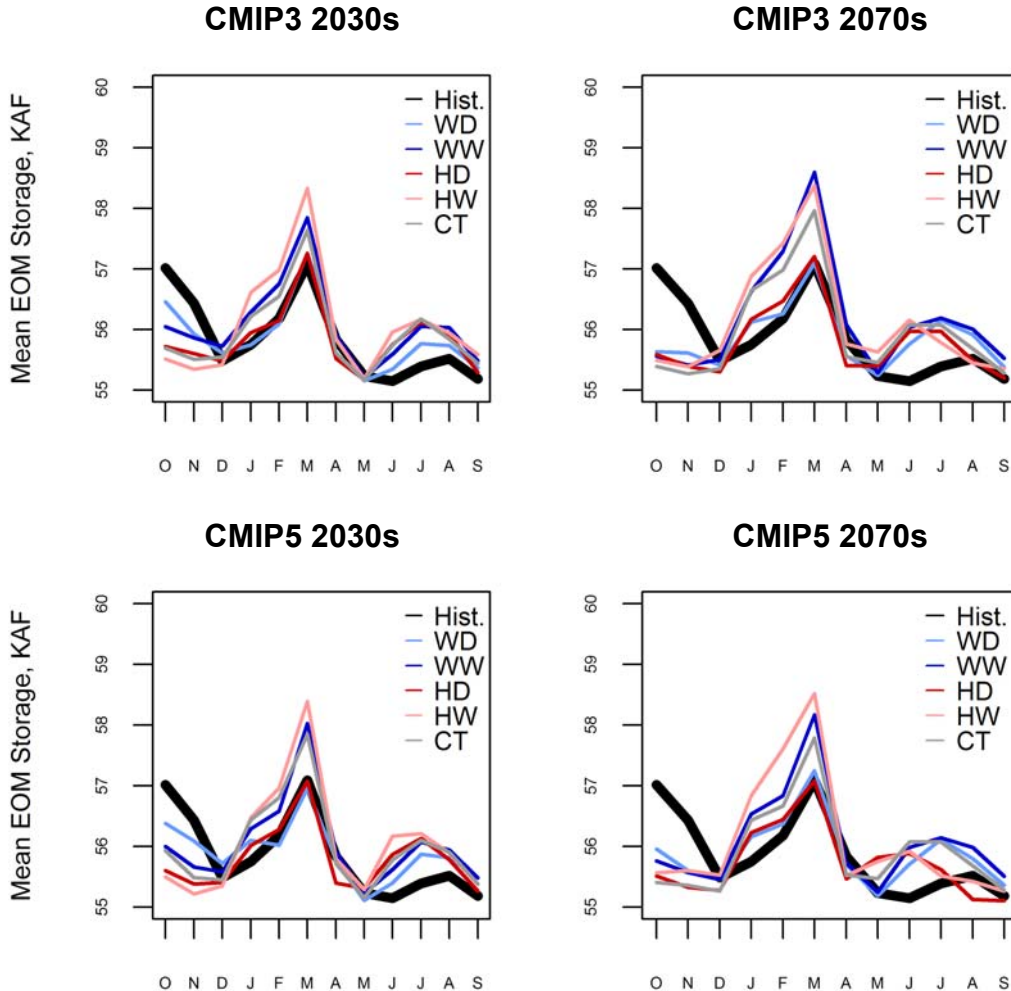 CMIP3 2030s
Mean EOM Storage, KAF
60
59
58
57
56
55
Hist.
WD
WW
HD
HW
CT
O N D J F M A M J J A S
CMIP3 2070s
60
59
58
57
56
55
Hist.
WD
WW
HD
HW
CT
O N D J F M A M J J A S
CMIP5 2030s
Mean EOM Storage, KAF
60
59
58
57
56
55
Hist.
WD
WW
HD
HW
CT
O N D J F M A M J J A S
CMIP5 2070s
60
59
58
57
56
55
Hist.
WD
WW
HD
HW
CT
O N D J F M A M J J A S